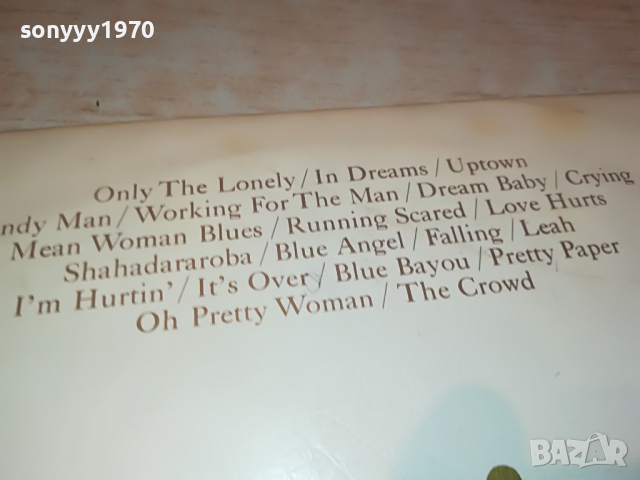 sonyyy1970
Only The Lonely / In Dreams / Uptown
ndy Man / Working For The Man / Dream Baby / Crying
Mean Woman Blues / Running Scared / Love Hurts
Shahadararoba / Blue Angel / Falling / Leah
I'm Hurtin' / It's Over / Blue Bayou / Pretty Paper
Oh Pretty Woman / The Crowd
BAZAR